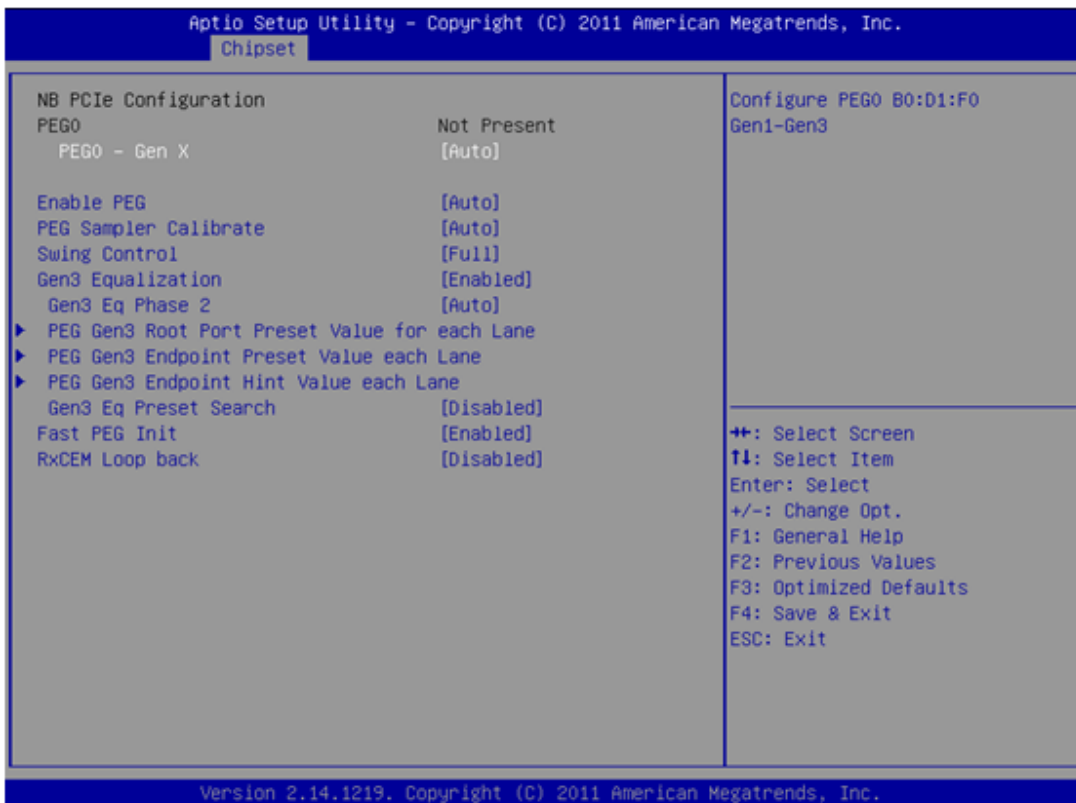 Aptio Setup Utility – Copyright (C) 2011 American Megatrends, Inc.
Chipset
NB PCIe Configuration
PEG0 Not Present
PEG0 – Gen X [Auto]
Enable PEG [Auto]
PEG Sampler Calibrate [Auto]
Swing Control [Full]
Gen3 Equalization [Enabled]
Gen3 Eq Phase 2 [Auto]
PEG Gen3 Root Port Preset Value for each Lane
PEG Gen3 Endpoint Preset Value each Lane
PEG Gen3 Endpoint Hint Value each Lane
Gen3 Eq Preset Search [Disabled]
Fast PEG Init [Enabled]
RxCEM Loop back [Disabled]
Configure PEG0 B0:D1:F0
Gen1-Gen3
→←: Select Screen
↑↓: Select Item
Enter: Select
+/-: Change Opt.
F1: General Help
F2: Previous Values
F3: Optimized Defaults
F4: Save & Exit
ESC: Exit
Version 2.14.1219. Copyright (C) 2011 American Megatrends, Inc.